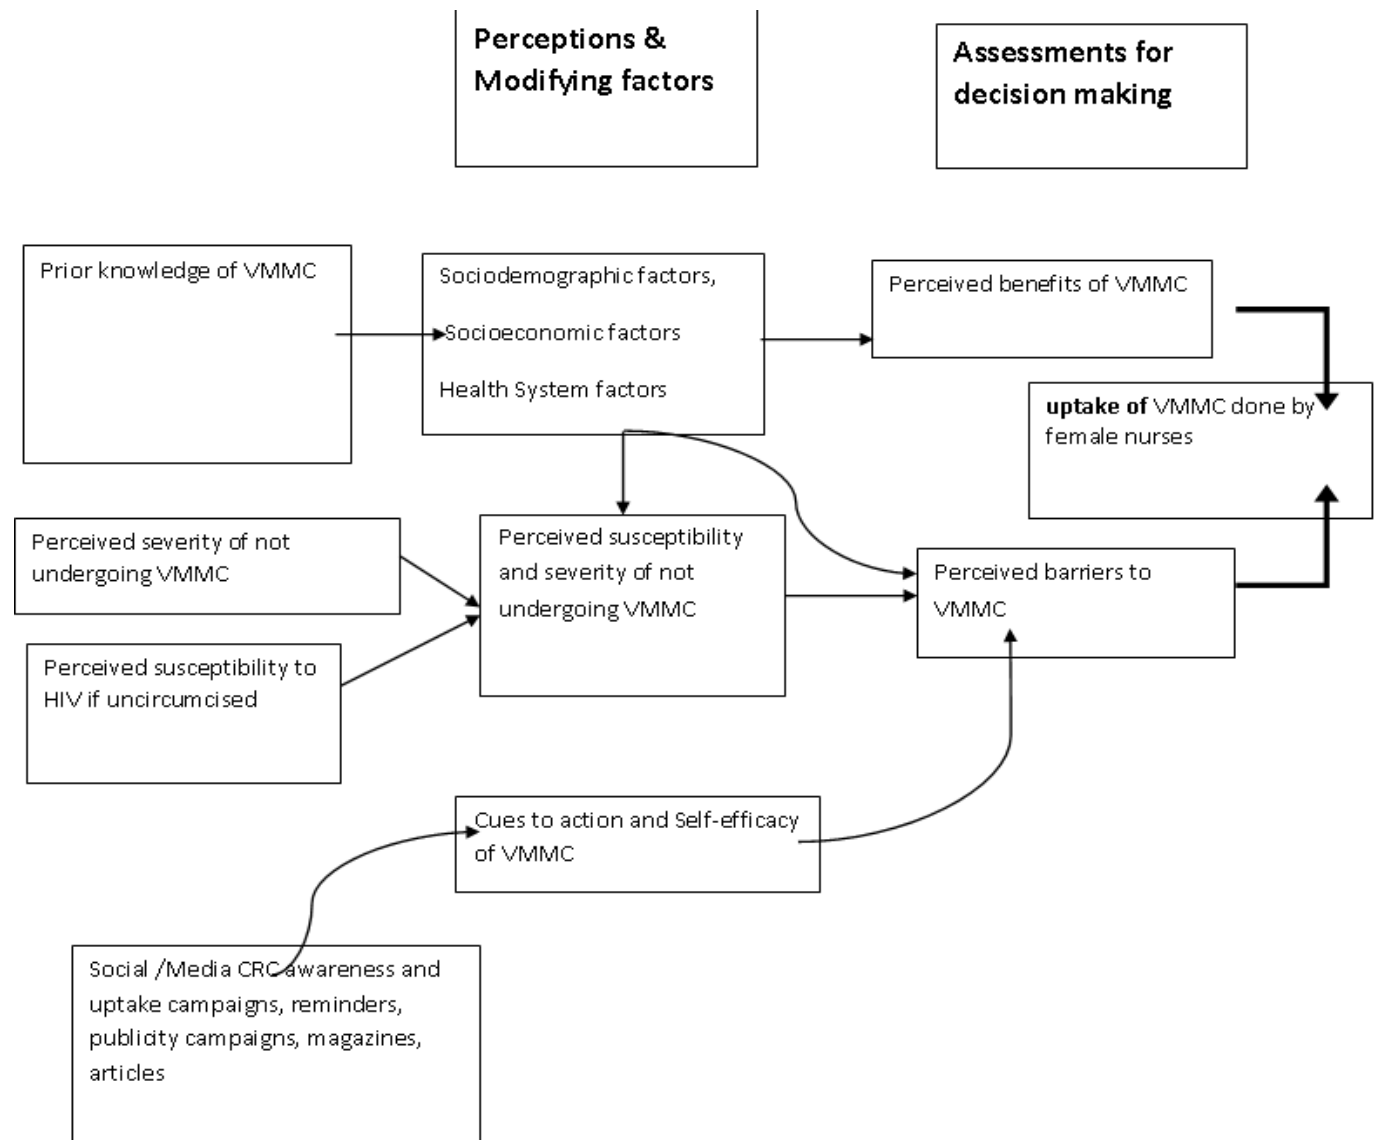 Perceptions &
Modifying factors
Assessments for
decision making
Prior knowledge of VMMC
Sociodemographic factors,
Socioeconomic factors
Health System factors
Perceived benefits of VMMC
uptake of VMMC done by
female nurses
Perceived severity of not
undergoing VMMC
Perceived susceptibility
and severity of not
undergoing VMMC
Perceived barriers to
VMMC
Perceived susceptibility to
HIV if uncircumcised
Cues to action and Self-efficacy
of VMMC
Social /Media CRC awareness and
uptake campaigns, reminders,
publicity campaigns, magazines,
articles